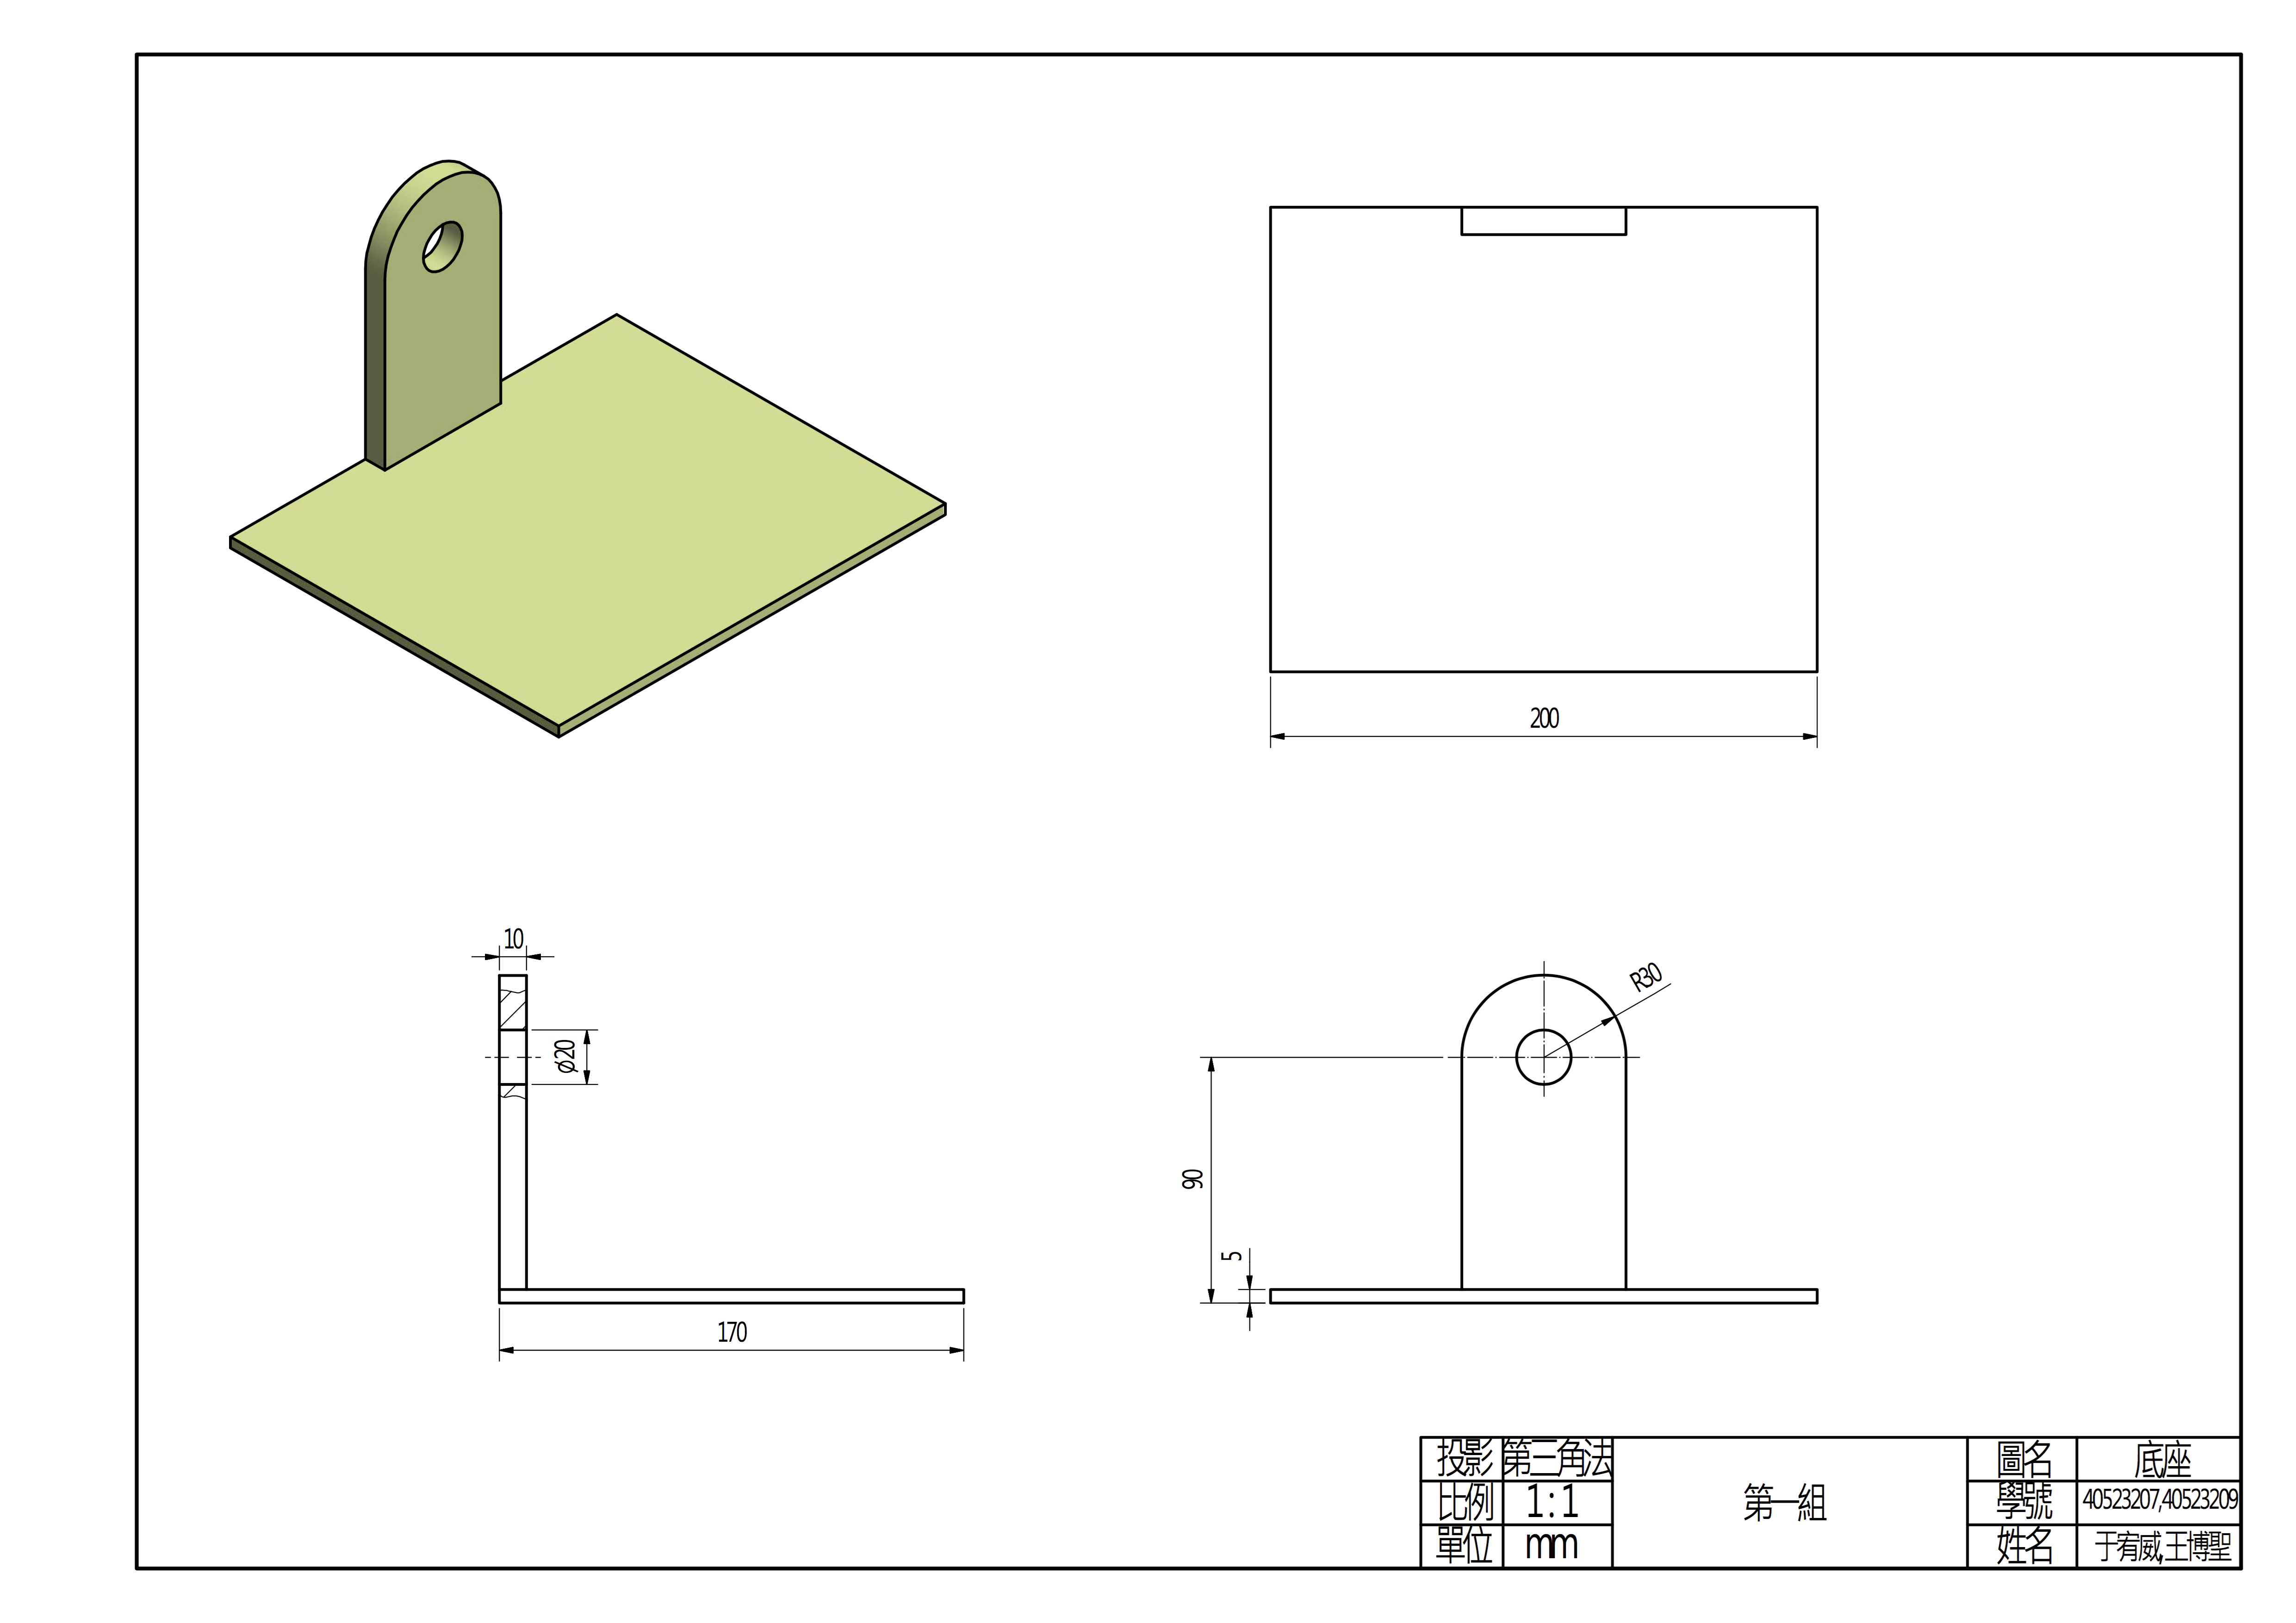 200
10
⌀20
170
R30
90
5
投影 第三角法
比例 1:1
單位 mm
第一組
圖名 底座
學號 40523207,40523209
姓名 于宥威,王博聖